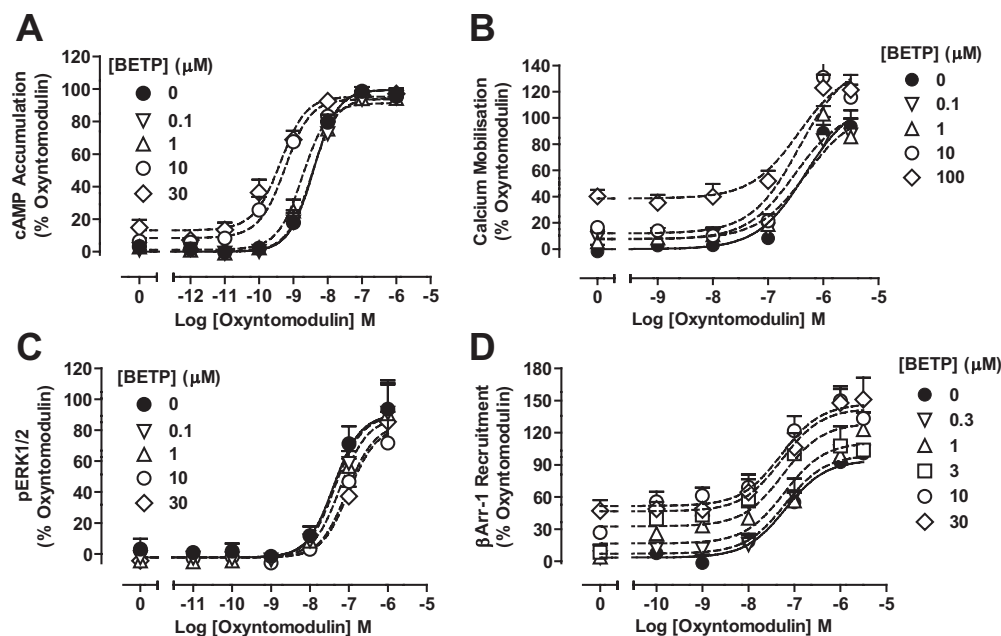 A
[BETP] (μM)
0
0.1
1
10
30
cAMP Accumulation
(% Oxyntomodulin)
120
100
80
60
40
20
0
0 -12 -11 -10 -9 -8 -7 -6 -5
Log [Oxyntomodulin] M
B
[BETP] (μM)
0
0.1
1
10
100
Calcium Mobilisation
(% Oxyntomodulin)
140
120
100
80
60
40
20
0
0 -9 -8 -7 -6 -5
Log [Oxyntomodulin] M
C
[BETP] (μM)
0
0.1
1
10
30
pERK1/2
(% Oxyntomodulin)
120
100
80
60
40
20
0
0 -11 -10 -9 -8 -7 -6 -5
Log [Oxyntomodulin] M
D
[BETP] (μM)
0
0.3
1
3
10
30
βArr-1 Recruitment
(% Oxyntomodulin)
180
150
120
90
60
30
0
0 -10 -9 -8 -7 -6 -5
Log [Oxyntomodulin] M